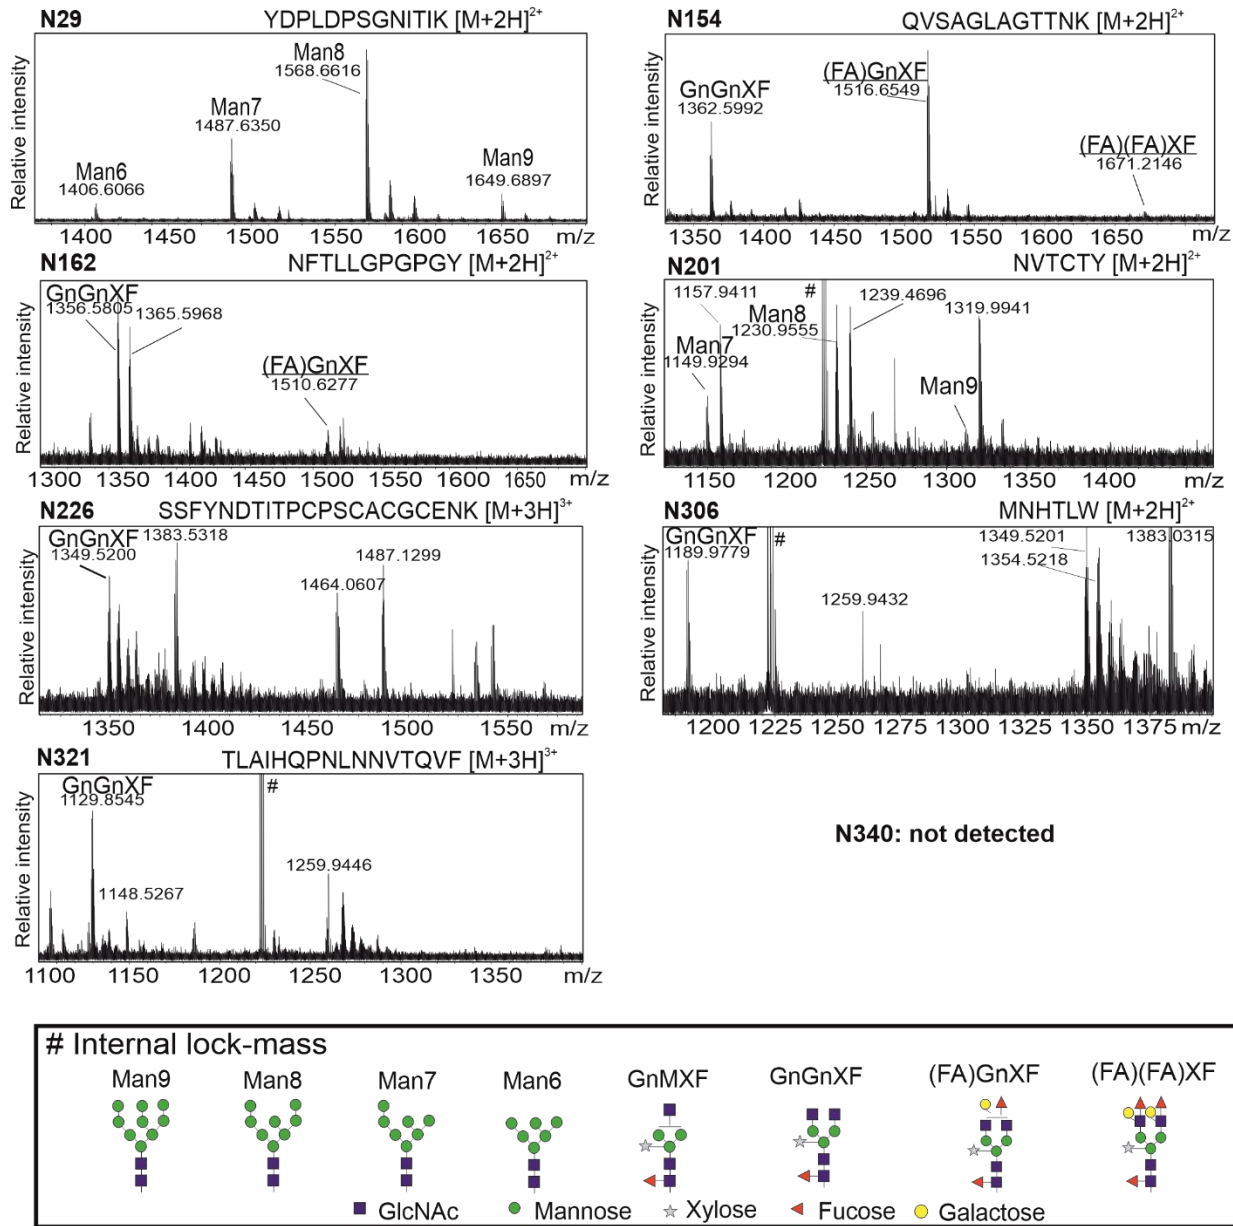 N29 YDPLDPSGNITIK [M+2H]2+
Relative intensity
Man6
1406.6066
Man7
1487.6350
Man8
1568.6616
Man9
1649.6897
1400 1450 1500 1550 1600 1650 m/z
N154 QVSAGLAGTTNK [M+2H]2+
Relative intensity
GnGnXF
1362.5992
(FA)GnXF
1516.6549
(FA)(FA)XF
1671.2146
1350 1400 1450 1500 1550 1600 1650 m/z
N162 NFTLLGPGPGY [M+2H]2+
Relative intensity
GnGnXF
1356.5805
1365.5968
(FA)GnXF
1510.6277
1300 1350 1400 1450 1500 1550 1600 1650 m/z
N201 NVTCTY [M+2H]2+
Relative intensity
1157.9411
Man7
1149.9294
#
Man8
1230.9555
1239.4696
Man9
1319.9941
1150 1200 1250 1300 1350 1400 m/z
N226 SSFYNDTITPCPSCACGCENK [M+3H]3+
Relative intensity
GnGnXF
1349.5200
1383.5318
1464.0607
1487.1299
1350 1400 1450 1500 1550 m/z
N306 MNHTLW [M+2H]2+
Relative intensity
GnGnXF
1189.9779
#
1259.9432
1349.5201
1354.5218
1383.0315
1200 1225 1250 1275 1300 1325 1350 1375 m/z
N321 TLAIHQPNLNNVTQVF [M+3H]3+
Relative intensity
GnGnXF
1129.8545
1148.5267
#
1259.9446
1100 1150 1200 1250 1300 1350 m/z
N340: not detected
# Internal lock-mass
Man9 Man8 Man7 Man6 GnMXF GnGnXF (FA)GnXF (FA)(FA)XF
GlcNAc Mannose Xylose Fucose Galactose